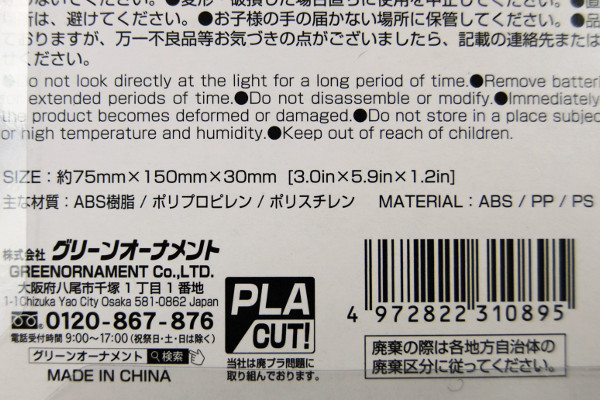 ●変形・破損した場合直ちに使用を中止してください。
所は、避けてください。●お子様の手の届かない場所に保管してください。●品
ておりますが、万一不良品等お気づきの点がございましたら、記載の連絡先または
せください。
●Do not look directly at the light for a long period of time.●Remove batteri
extended periods of time.●Do not disassemble or modify.●Immediately
the product becomes deformed or damaged.●Do not store in a place subjec
or high temperature and humidity.●Keep out of reach of children.
SIZE：約75mm×150mm×30mm [3.0in×5.9in×1.2in]
主な材質：ABS樹脂 / ポリプロピレン / ポリスチレン MATERIAL：ABS / PP / PS
株式会社 グリーンオーナメント
GREENORNAMENT Co.,LTD.
大阪府八尾市千塚1丁目1番地
1-1Chizuka Yao City Osaka 581-0862 Japan
0120-867-876
電話受付時間 9:00〜17:00(祝祭日・土・日は除く)
グリーンオーナメント 検索
MADE IN CHINA
PLA
CUT!
当社は廃プラ問題に
取り組んでおります。
4 972822 310895
廃棄の際は各地方自治体の
廃棄区分に従ってください。